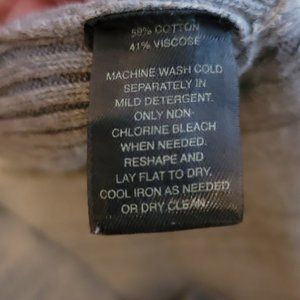 59% COTTON
41% VISCOSE
MACHINE WASH COLD
SEPARATELY IN
MILD DETERGENT.
ONLY NON-
CHLORINE BLEACH
WHEN NEEDED.
RESHAPE AND
LAY FLAT TO DRY.
COOL IRON AS NEEDED
OR DRY CLEAN.